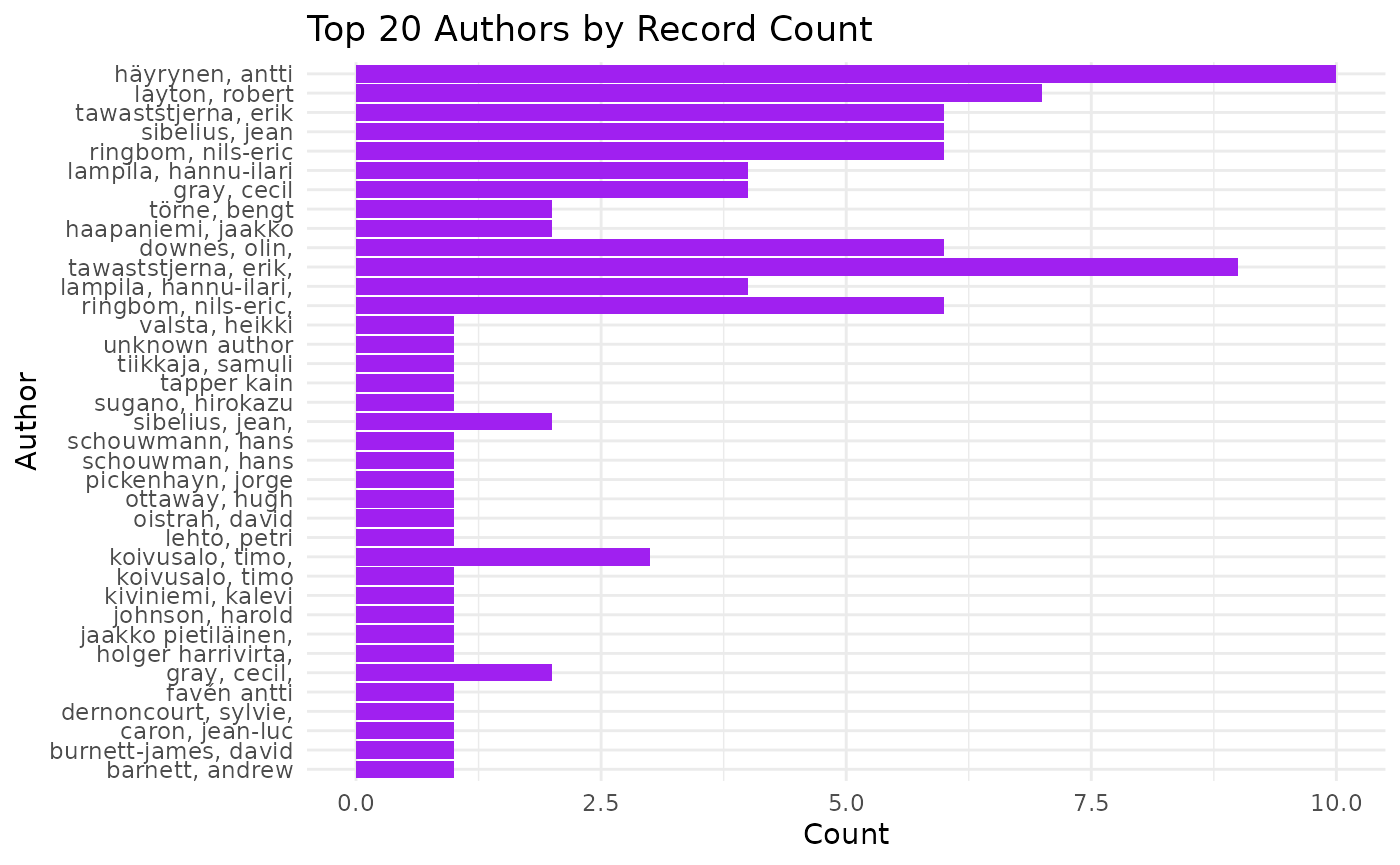 Top 20 Authors by Record Count
Author
häyrynen, antti
layton, robert
tawaststjerna, erik
sibelius, jean
ringbom, nils-eric
lampila, hannu-ilari
gray, cecil
törne, bengt
haapaniemi, jaakko
downes, olin,
tawaststjerna, erik,
lampila, hannu-ilari,
ringbom, nils-eric,
valsta, heikki
unknown author
tiikkaja, samuli
tapper kain
sugano, hirokazu
sibelius, jean,
schouwmann, hans
schouwman, hans
pickenhayn, jorge
ottaway, hugh
oistrah, david
lehto, petri
koivusalo, timo,
koivusalo, timo
kiviniemi, kalevi
johnson, harold
jaakko pietiläinen,
holger harrivirta,
gray, cecil,
favén antti
dernoncourt, sylvie,
caron, jean-luc
burnett-james, david
barnett, andrew
0.0 2.5 5.0 7.5 10.0
Count